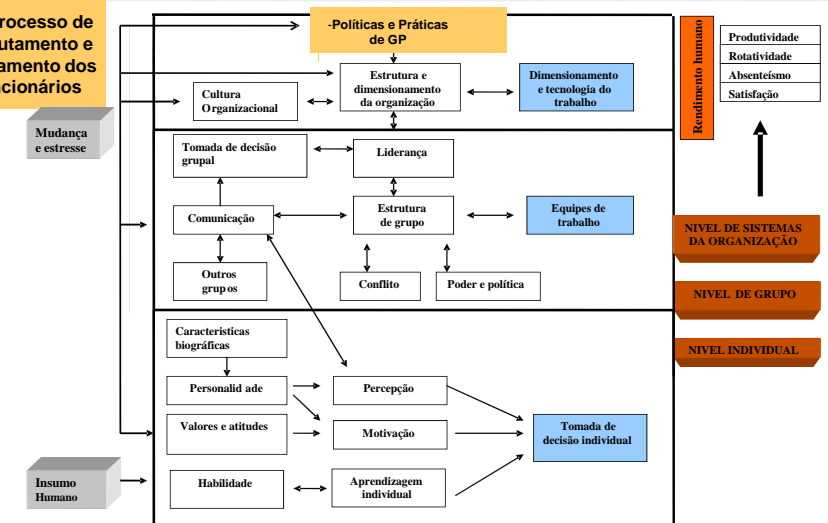 rocesso de
utamento e
amento dos
ncionários
-Políticas e Práticas
de GP
Cultura
Organizacional
Estrutura e
dimensionamento
da organização
Dimensionamento
e tecnologia do
trabalho
Rendimento humano
Produtividade
Rotatividade
Absenteísmo
Satisfação
Mudança
e estresse
Tomada de decisão
grupal
Liderança
Comunicação
Estrutura
de grupo
Equipes de
trabalho
Outros
grupos
Conflito
Poder e política
NIVEL DE SISTEMAS
DA ORGANIZAÇÃO
NIVEL DE GRUPO
NIVEL INDIVIDUAL
Caracteristicas
biográficas
Personalid ade
Percepção
Valores e atitudes
Motivação
Tomada de
decisão individual
Habilidade
Aprendizagem
individual
Insumo
Humano